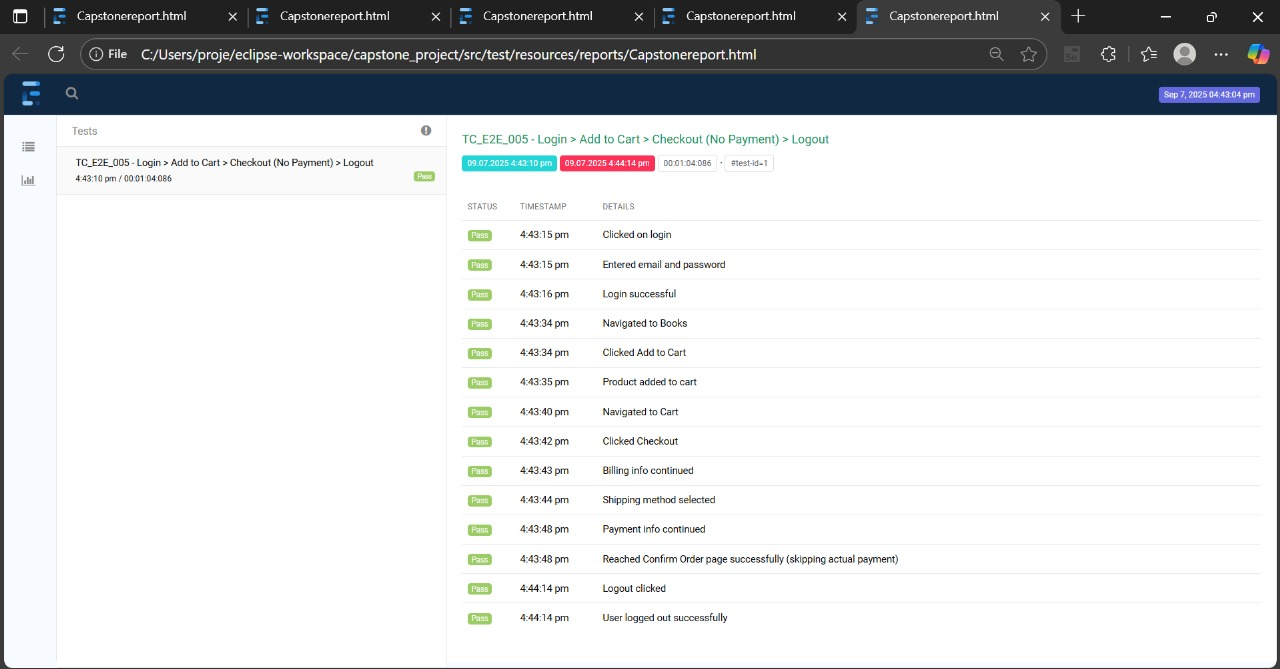 Capstonereport.html Capstonereport.html Capstonereport.html Capstonereport.html Capstonereport.html
File C:/Users/proje/eclipse-workspace/capstone_project/src/test/resources/reports/Capstonereport.html
Sep 7, 2025 04:43:04 pm
Tests
TC_E2E_005 - Login > Add to Cart > Checkout (No Payment) > Logout
4:43:10 pm / 00:01:04:086 Pass
TC_E2E_005 - Login > Add to Cart > Checkout (No Payment) > Logout
09.07.2025 4:43:10 pm 09.07.2025 4:44:14 pm 00:01:04:086 · #test-id=1
STATUS TIMESTAMP DETAILS
Pass 4:43:15 pm Clicked on login
Pass 4:43:15 pm Entered email and password
Pass 4:43:16 pm Login successful
Pass 4:43:34 pm Navigated to Books
Pass 4:43:34 pm Clicked Add to Cart
Pass 4:43:35 pm Product added to cart
Pass 4:43:40 pm Navigated to Cart
Pass 4:43:42 pm Clicked Checkout
Pass 4:43:43 pm Billing info continued
Pass 4:43:44 pm Shipping method selected
Pass 4:43:48 pm Payment info continued
Pass 4:43:48 pm Reached Confirm Order page successfully (skipping actual payment)
Pass 4:44:14 pm Logout clicked
Pass 4:44:14 pm User logged out successfully